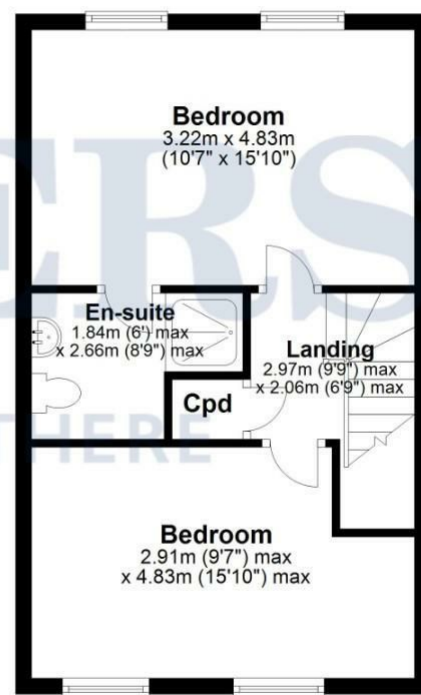 Bedroom
3.22m x 4.83m
(10'7" x 15'10")
ERS
En-suite
1.84m (6') max
x 2.66m (8'9") max
Landing
2.97m (9'9") max
x 2.06m (6'9") max
Cpd
THERE
Bedroom
2.91m (9'7") max
x 4.83m (15'10") max